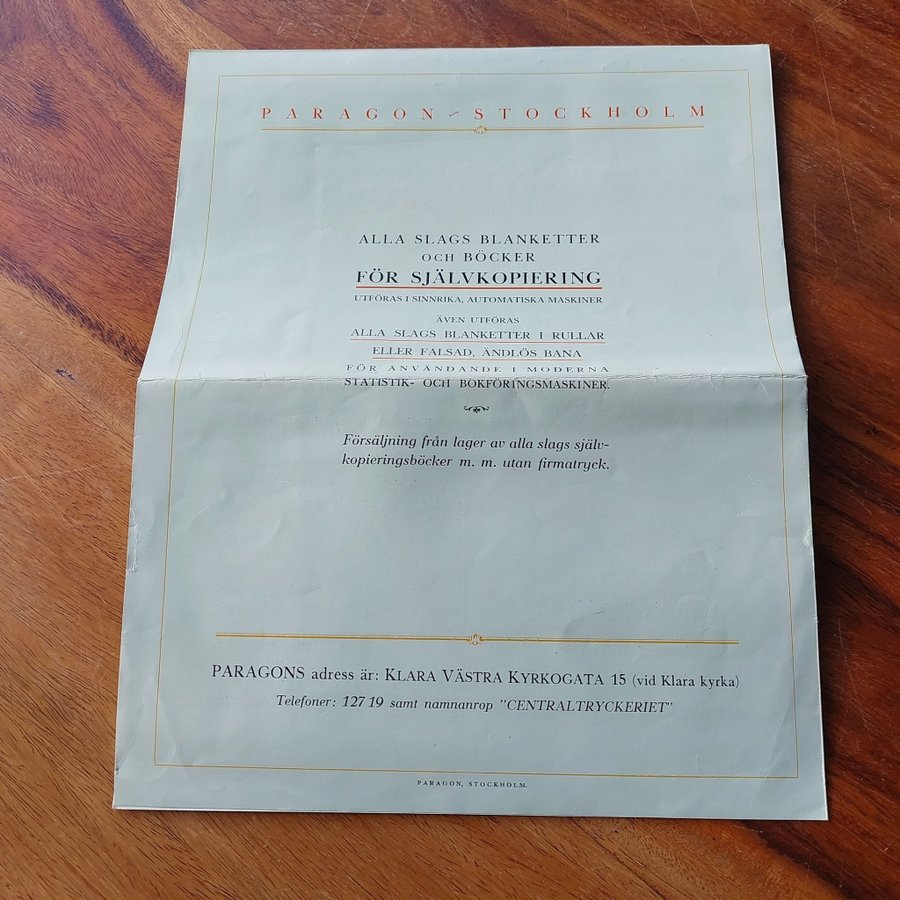 PARAGON ~ STOCKHOLM
ALLA SLAGS BLANKETTER
OCH BÖCKER
FÖR SJÄLVKOPIERING
UTFÖRAS I SINNRIKA, AUTOMATISKA MASKINER
ÄVEN UTFÖRAS
ALLA SLAGS BLANKETTER I RULLAR
ELLER FALSAD, ÄNDLÖS BANA
FÖR ANVÄNDANDE I MODERNA
STATISTIK- OCH BOKFÖRINGSMASKINER.
Försäljning från lager av alla slags själv-
kopieringsböcker m. m. utan firmatryck.
PARAGONS adress är: KLARA VÄSTRA KYRKOGATA 15 (vid Klara kyrka)
Telefoner: 127 19 samt namnanrop "CENTRALTRYCKERIET"
PARAGON, STOCKHOLM.